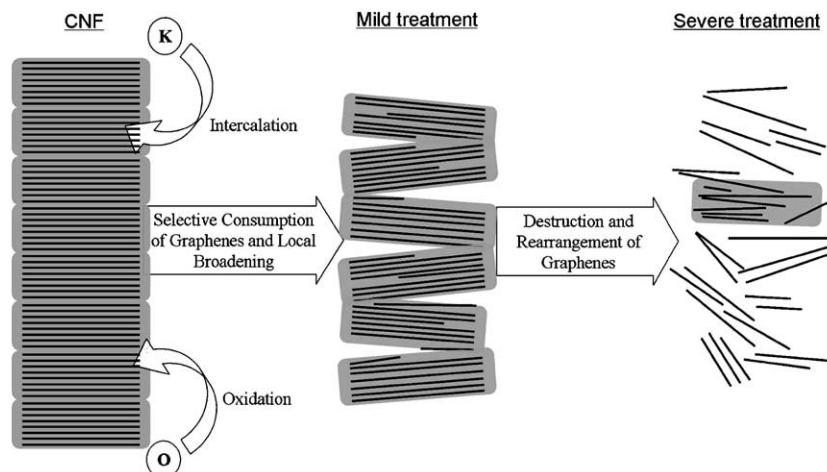 CNF
Mild treatment
Severe treatment
K
Intercalation
Selective Consumption
of Graphenes and Local
Broadening
Destruction and
Rearrangement of
Graphenes
Oxidation
O